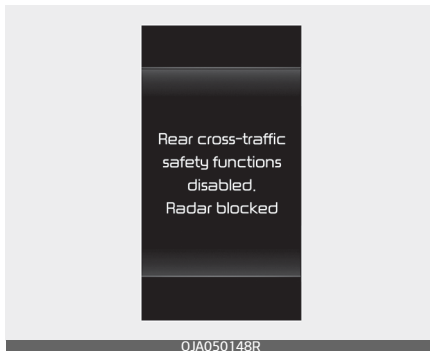 Rear cross-traffic
safety functions
disabled.
Radar blocked
OJA050148R